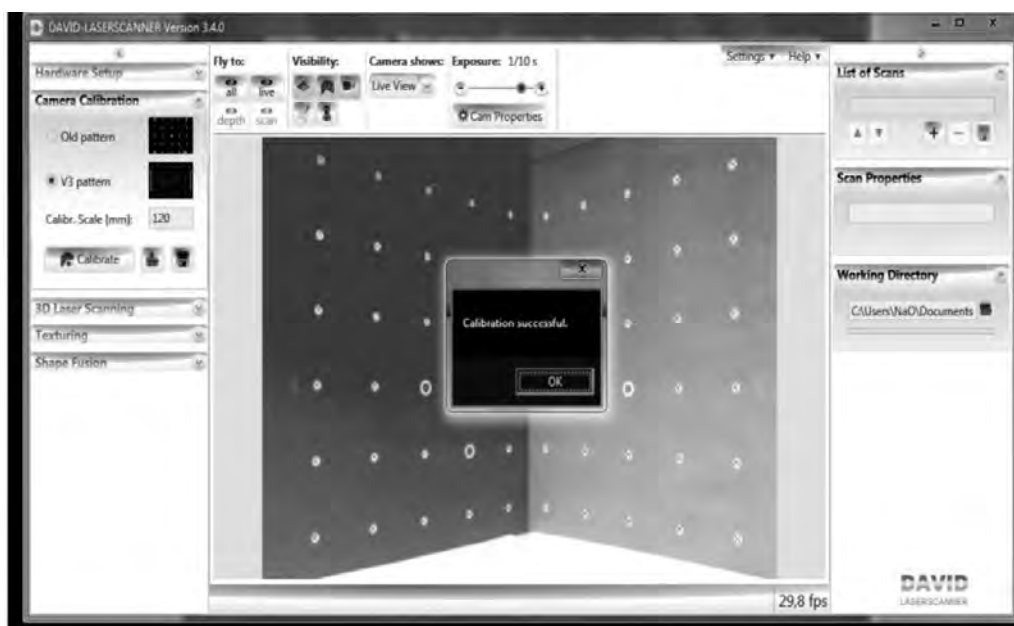 DAVID-LASERSCANNER Version 3.4.0
Hardware Setup
Camera Calibration
Old pattern
V3 pattern
Calibr. Scale [mm]: 120
Calibrate
3D Laser Scanning
Texturing
Shape Fusion
Fly to:
all live
depth scan
Visibility:
Camera shows:
Live View
Exposure: 1/10 s
Cam Properties
Settings Help
Calibration successful.
OK
29,8 fps
List of Scans
Scan Properties
Working Directory
C:\Users\NaO\Documents
DAVID
LASERSCANNER